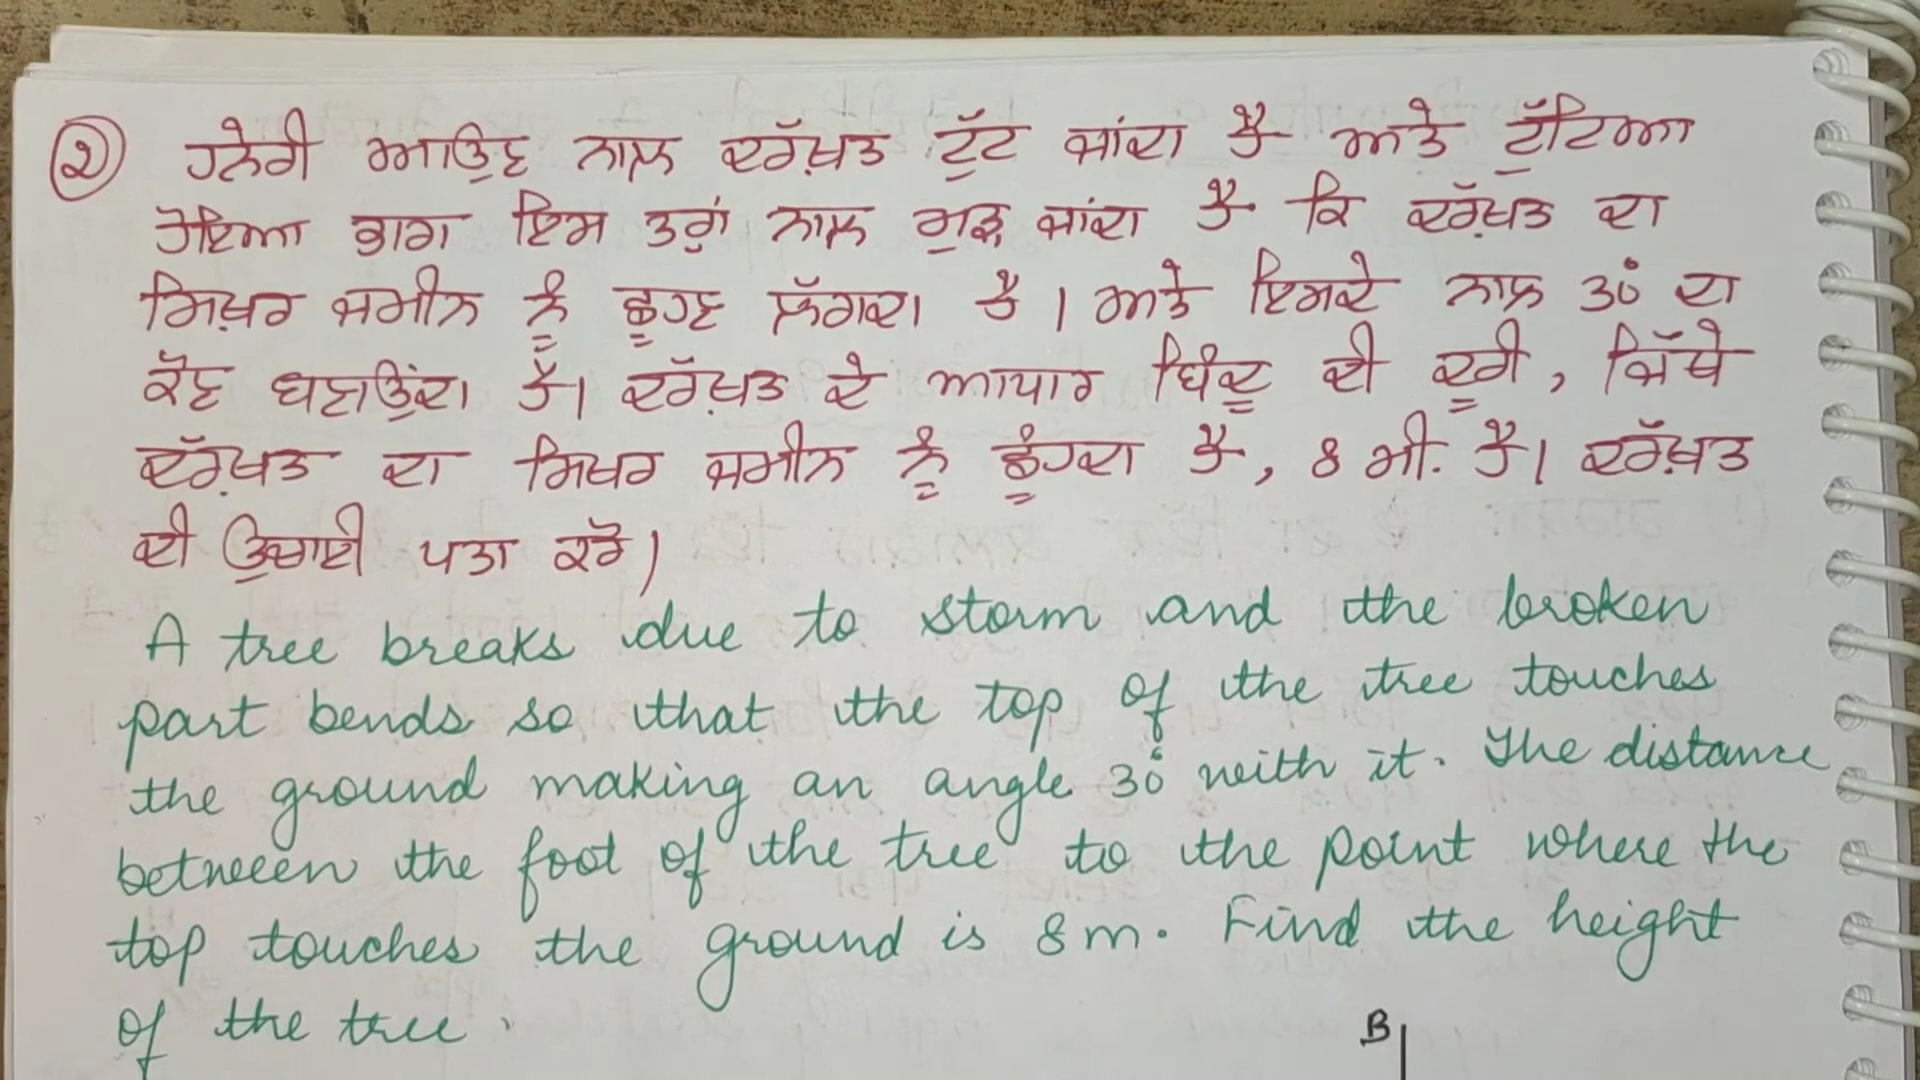 ੨ ਹਨੇਰੀ ਆਉਣ ਨਾਲ ਦਰੱਖ਼ਤ ਟੁੱਟ ਜਾਂਦਾ ਹੈ ਅਤੇ ਟੁੱਟਿਆ
ਹੋਇਆ ਭਾਗ ਇਸ ਤਰ੍ਹਾਂ ਨਾਲ ਮੁੜ ਜਾਂਦਾ ਹੈ ਕਿ ਦਰੱਖ਼ਤ ਦਾ
ਸਿਖ਼ਰ ਜਮੀਨ ਨੂੰ ਛੂਹਣ ਲੱਗਦਾ ਹੈ । ਅਤੇ ਇਸਦੇ ਨਾਲ 30° ਦਾ
ਕੋਣ ਬਣਾਉਂਦਾ ਹੈ। ਦਰੱਖ਼ਤ ਦੇ ਆਧਾਰ ਬਿੰਦੂ ਦੀ ਦੂਰੀ, ਜਿੱਥੇ
ਦਰੱਖ਼ਤ ਦਾ ਸਿਖਰ ਜਮੀਨ ਨੂੰ ਛੂੰਹਦਾ ਹੈ, 8 ਮੀ. ਹੈ। ਦਰੱਖ਼ਤ
ਦੀ ਉਚਾਈ ਪਤਾ ਕਰੋ।
A tree breaks due to storm and the broken
part bends so that the top of the tree touches
the ground making an angle 30° with it. The distance
between the foot of the tree to the point where the
top touches the ground is 8m. Find the height
of the tree.
B